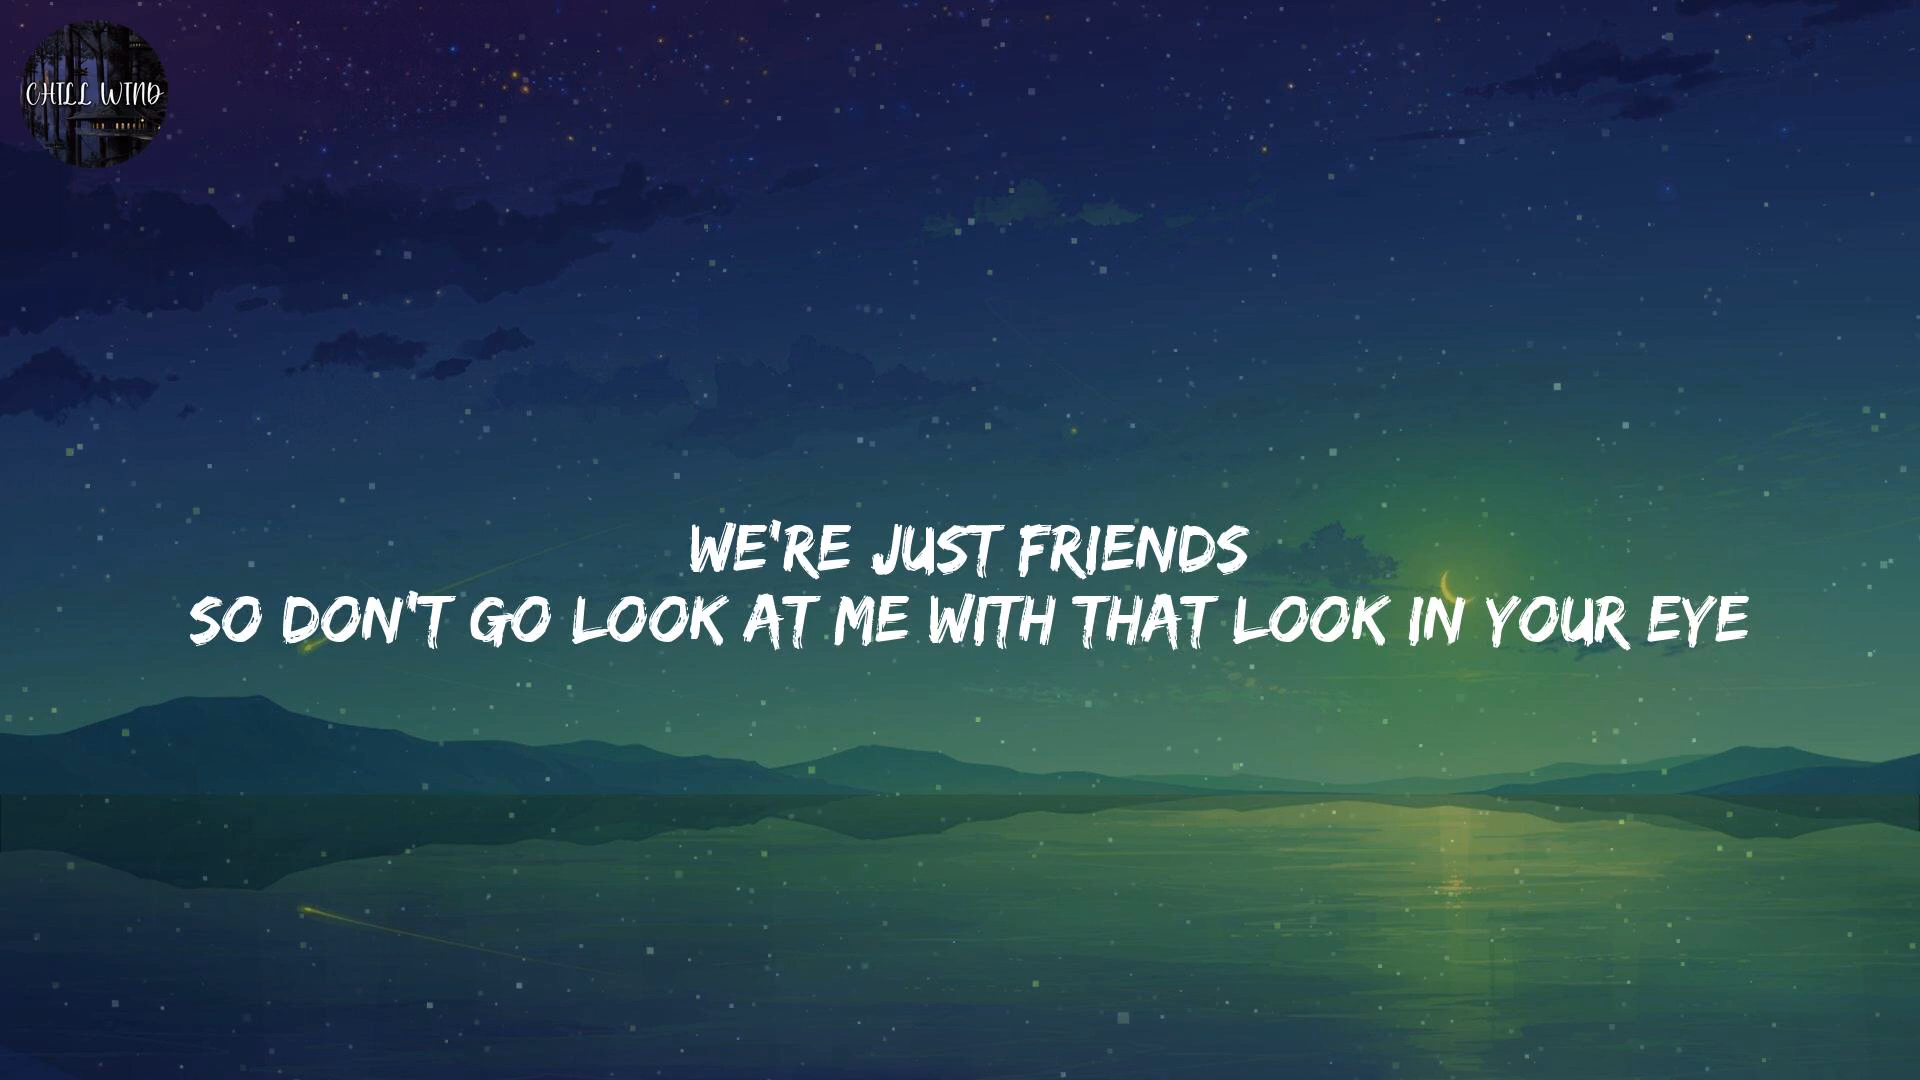 CHILL WIND
WE'RE JUST FRIENDS
SO DON'T GO LOOK AT ME WITH THAT LOOK IN YOUR EYE